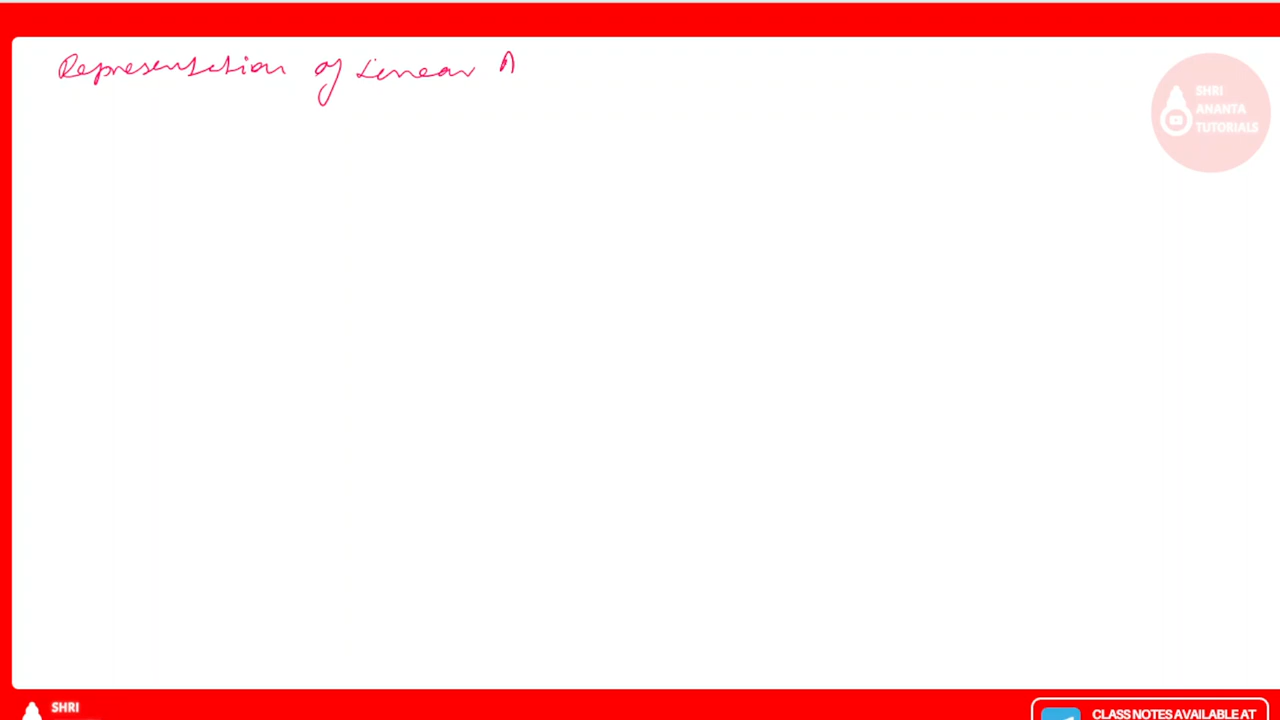 Representation of Linear A
SHRI
ANANTA
TUTORIALS
SHRI
CLASS NOTES AVAILABLE AT